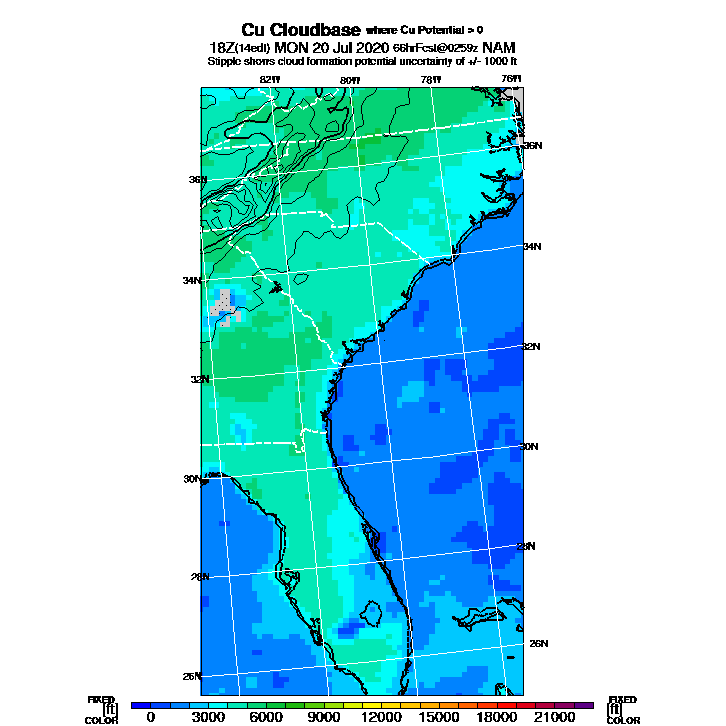 Cu Cloudbase where Cu Potential > 0
18Z(14edt) MON 20 Jul 2020 66hrFcst@0259z NAM
Stipple shows cloud formation potential uncertainty of +/- 1000 ft
82W 80W 78W 76W
36N
36N
34N
34N
32N
32N
30N
30N
28N
28N
26N
26N
FIXED FIXED
[ft] [ft]
COLOR 0 3000 6000 9000 12000 15000 18000 21000 COLOR